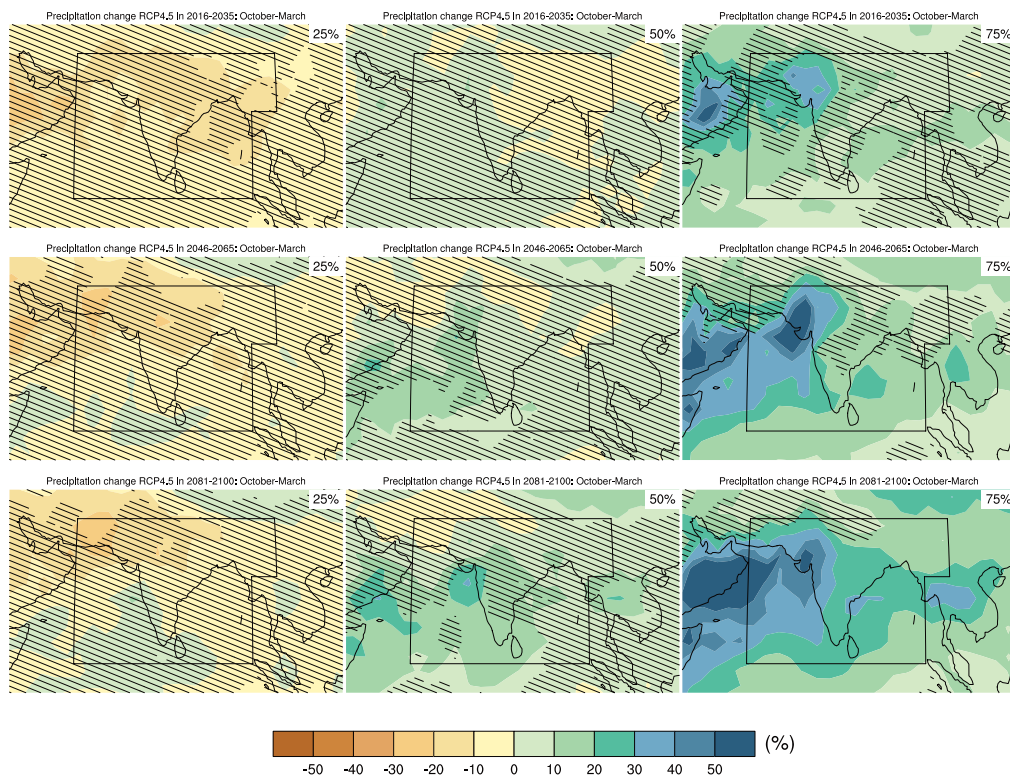 Precipitation change RCP4.5 in 2016-2035: October-March
25%
Precipitation change RCP4.5 in 2016-2035: October-March
50%
Precipitation change RCP4.5 in 2016-2035: October-March
75%
Precipitation change RCP4.5 in 2046-2065: October-March
25%
Precipitation change RCP4.5 in 2046-2065: October-March
50%
Precipitation change RCP4.5 in 2046-2065: October-March
75%
Precipitation change RCP4.5 in 2081-2100: October-March
25%
Precipitation change RCP4.5 in 2081-2100: October-March
50%
Precipitation change RCP4.5 in 2081-2100: October-March
75%
(%)
-50 -40 -30 -20 -10 0 10 20 30 40 50